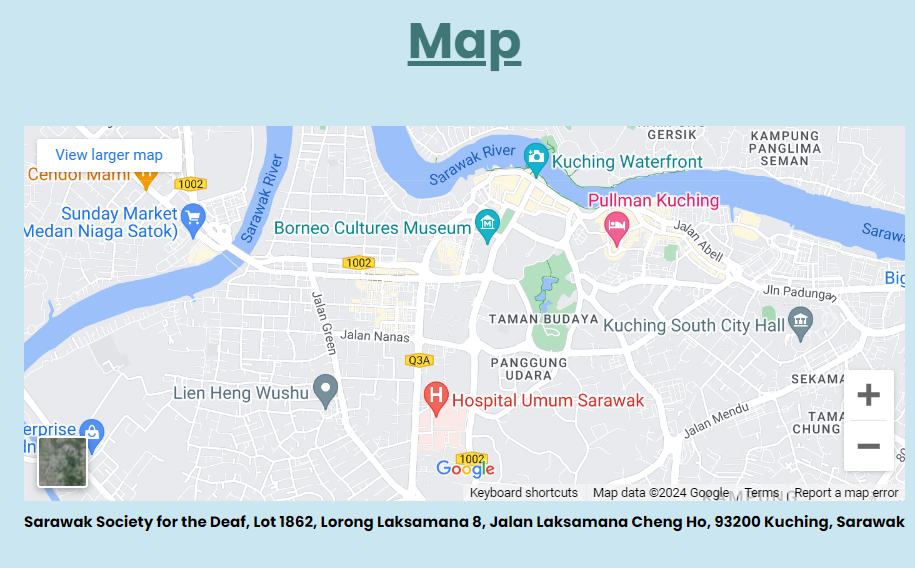 Map
View larger map
GERSIK
KAMPUNG
PANGLIMA
SEMAN
Sarawak River
Kuching Waterfront
Cendol Mami
1002
Sarawak River
Pullman Kuching
Sunday Market
Medan Niaga Satok)
Borneo Cultures Museum
Jalan Abell
Sarawa
1002
Big
Jalan Green
Jln Padungan
TAMAN BUDAYA
Kuching South City Hall
Jalan Nanas
Q3A
PANGGUNG
UDARA
SEKAMA
Lien Heng Wushu
H
Hospital Umum Sarawak
+
Jalan Mendu
TAMA
CHUNG
erprise
In
−
1002
Google
Keyboard shortcuts
Map data ©2024 Google
Terms
Report a map error
Sarawak Society for the Deaf, Lot 1862, Lorong Laksamana 8, Jalan Laksamana Cheng Ho, 93200 Kuching, Sarawak